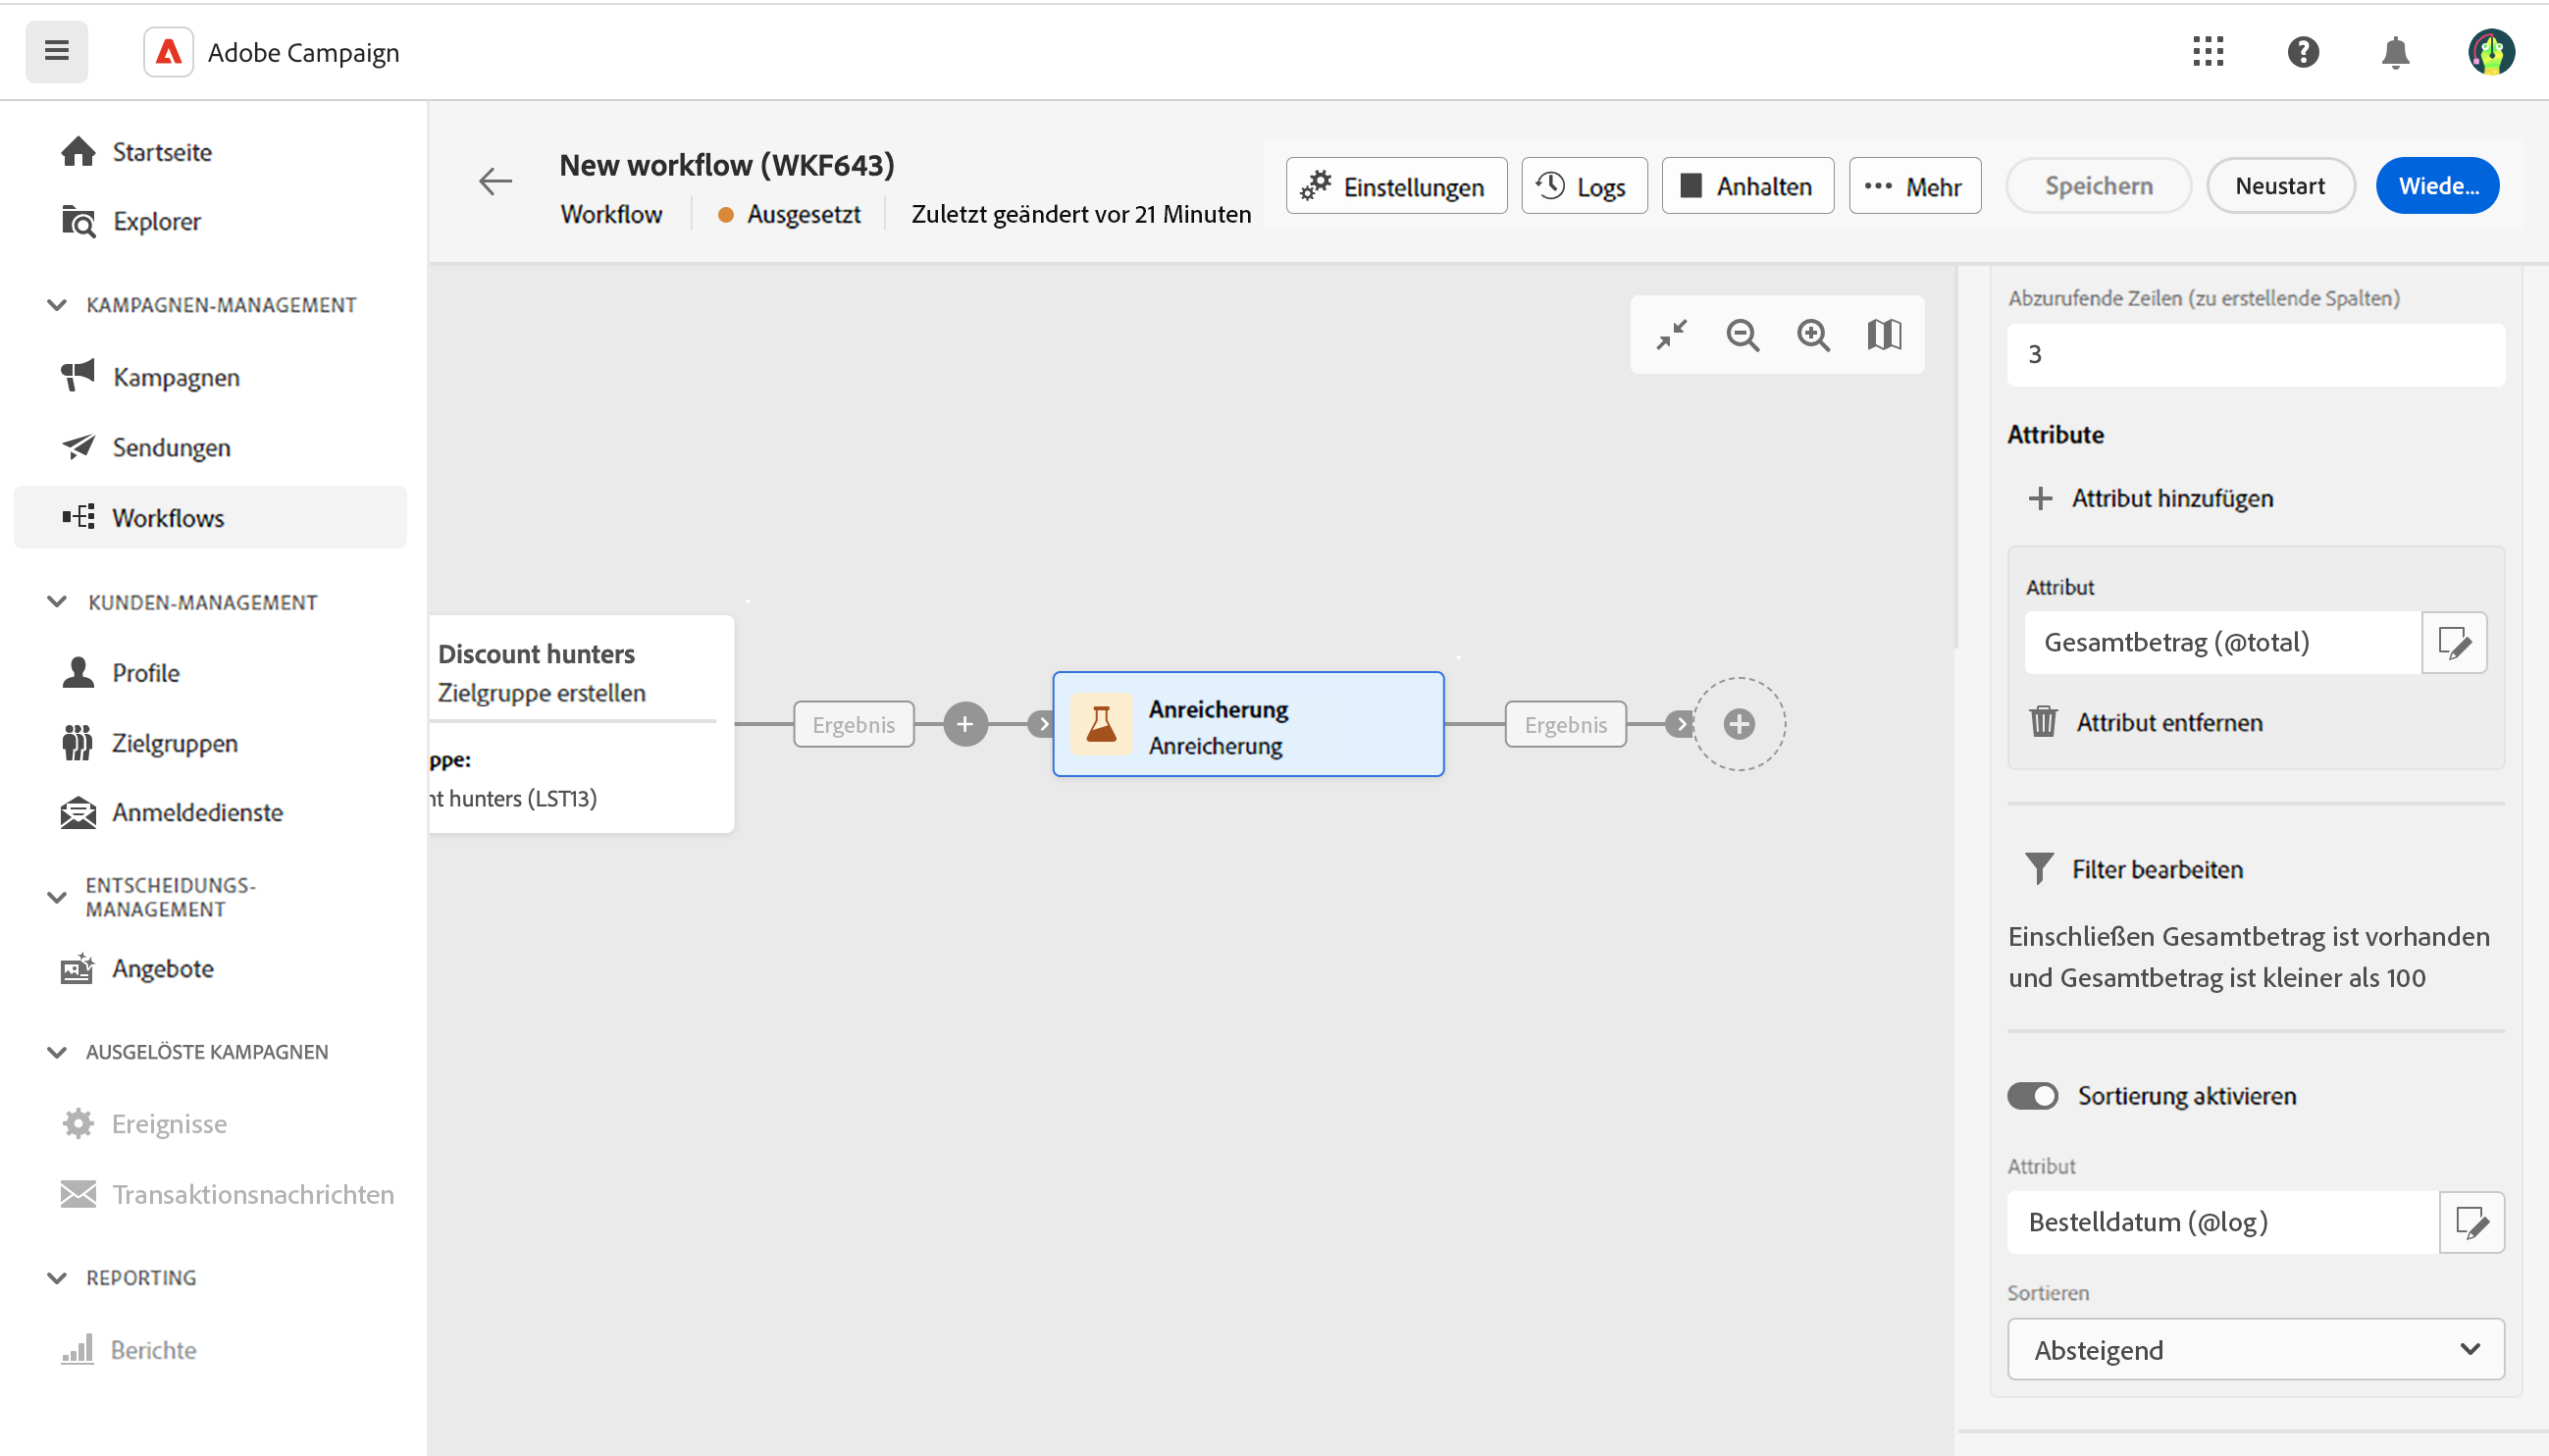 Adobe Campaign
Startseite
Explorer
KAMPAGNEN-MANAGEMENT
Kampagnen
Sendungen
Workflows
KUNDEN-MANAGEMENT
Profile
Zielgruppen
Anmeldedienste
ENTSCHEIDUNGS-
MANAGEMENT
Angebote
AUSGELÖSTE KAMPAGNEN
Ereignisse
Transaktionsnachrichten
REPORTING
Berichte
New workflow (WKF643)
Workflow
Ausgesetzt
Zuletzt geändert vor 21 Minuten
Einstellungen
Logs
Anhalten
Mehr
Speichern
Neustart
Wiede...
Discount hunters
Zielgruppe erstellen
ppe:
nt hunters (LST13)
Ergebnis
Anreicherung
Anreicherung
Ergebnis
Abzurufende Zeilen (zu erstellende Spalten)
3
Attribute
Attribut hinzufügen
Attribut
Gesamtbetrag (@total)
Attribut entfernen
Filter bearbeiten
Einschließen Gesamtbetrag ist vorhanden
und Gesamtbetrag ist kleiner als 100
Sortierung aktivieren
Attribut
Bestelldatum (@log)
Sortieren
Absteigend